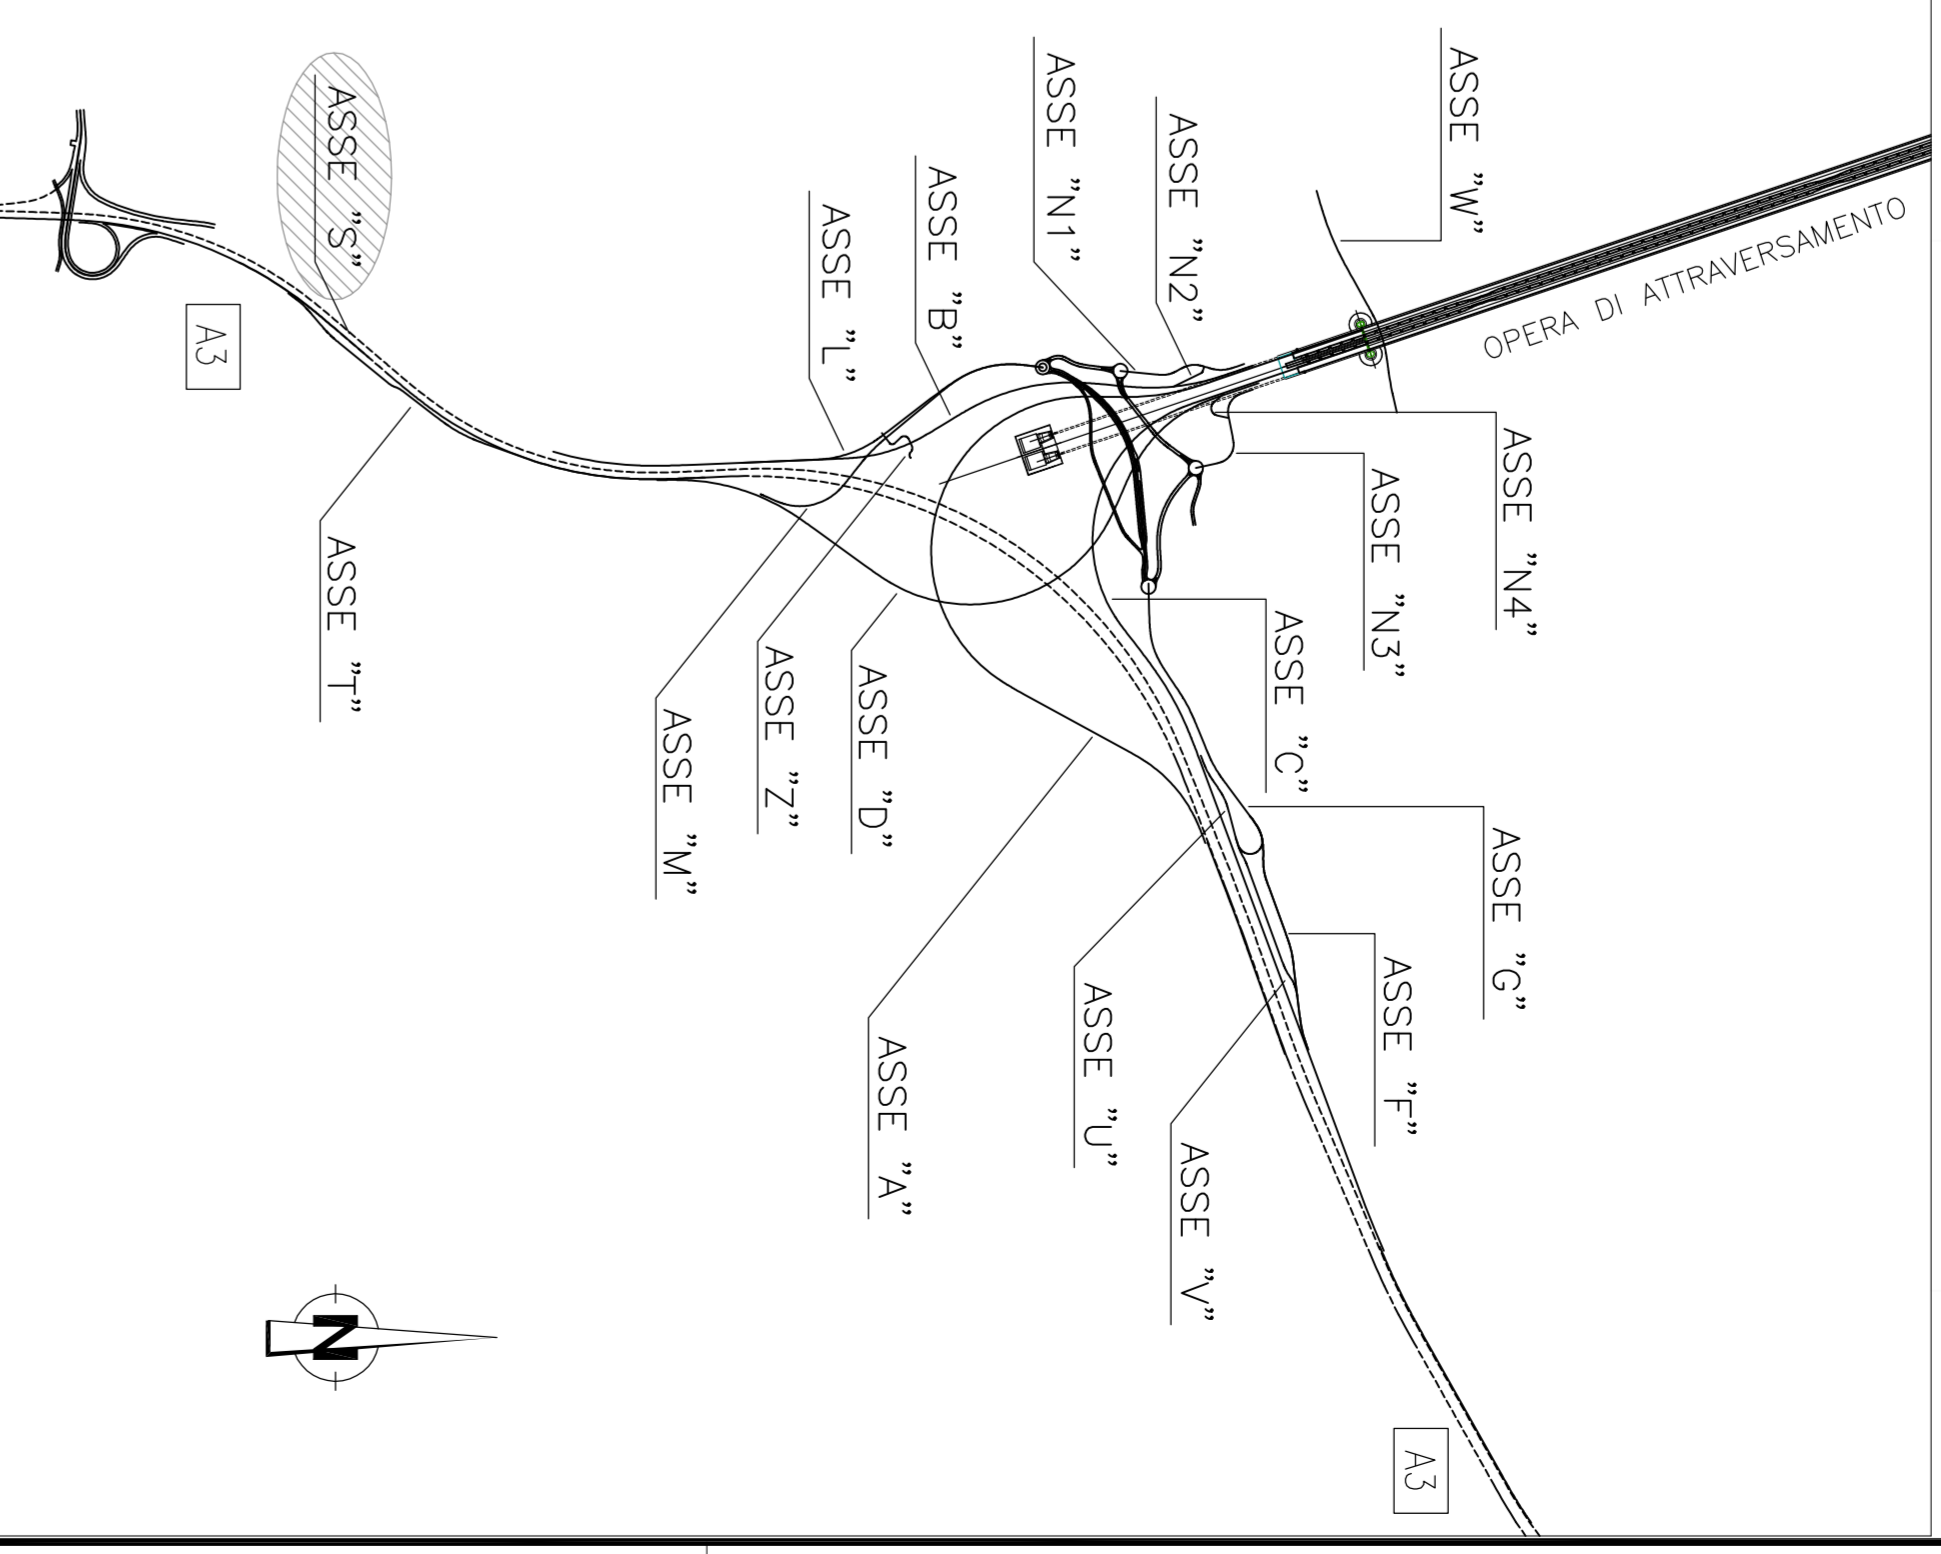 ASSE "W"
ASSE "N1"
ASSE "N2"
ASSE "S"
ASSE "B"
ASSE "L"
OPERA DI ATTRAVERSAMENTO
A3
ASSE "N4"
ASSE "N3"
ASSE "C"
ASSE "T"
ASSE "M"
ASSE "Z"
ASSE "D"
ASSE "G"
ASSE "F"
ASSE "U"
ASSE "A"
ASSE "V"
N
A3